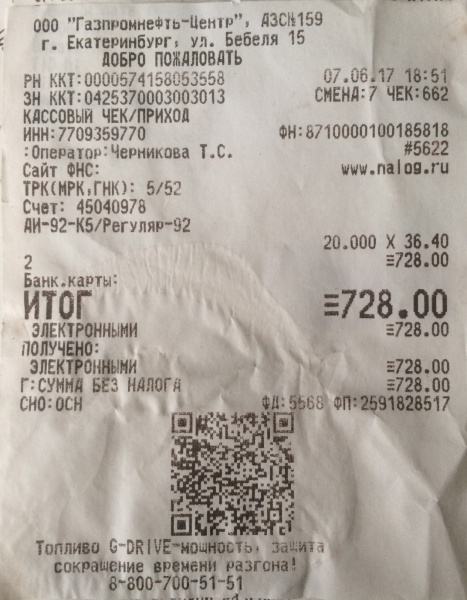 ООО "Газпромнефть-Центр", АЗС№159
г. Екатеринбург, ул. Бебеля 15
ДОБРО ПОЖАЛОВАТЬ
РН ККТ:0000574158053558 07.06.17 18:51
ЗН ККТ:0425370003003013 СМЕНА:7 ЧЕК:662
КАССОВЫЙ ЧЕК/ПРИХОД
ИНН:7709359770 ФН:8710000100185818
:Оператор:Черникова Т.С. #5622
Сайт ФНС: www.nalog.ru
ТРК(МРК,ГНК): 5/52
Счет: 45040978
АИ-92-К5/Регуляр-92
20.000 X 36.40
2 ≡728.00
Банк.карты:
ИТОГ ≡728.00
ЭЛЕКТРОННЫМИ ≡728.00
ПОЛУЧЕНО:
ЭЛЕКТРОННЫМИ ≡728.00
Г:СУММА БЕЗ НАЛОГА ≡728.00
СНО:ОСН ФД:5568 ФП:2591828517
Топливо G-DRIVE-мощность, защита
сокращение времени разгона!
8-800-700-51-51